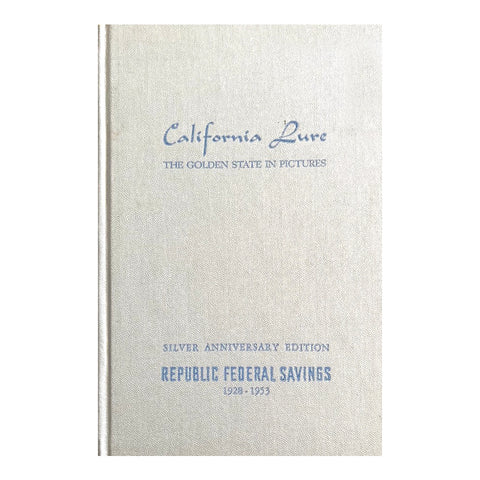 California Lure
THE GOLDEN STATE IN PICTURES
SILVER ANNIVERSARY EDITION
REPUBLIC FEDERAL SAVINGS
1928 • 1953